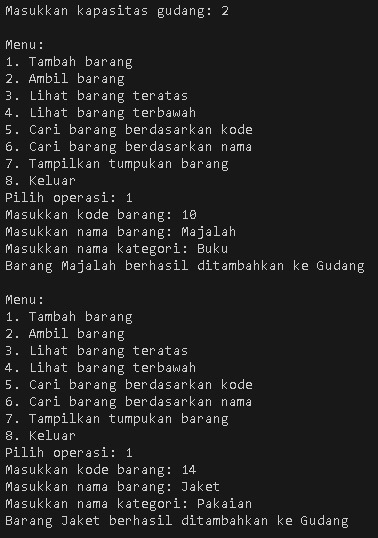 Masukkan kapasitas gudang: 2

Menu:
1. Tambah barang
2. Ambil barang
3. Lihat barang teratas
4. Lihat barang terbawah
5. Cari barang berdasarkan kode
6. Cari barang berdasarkan nama
7. Tampilkan tumpukan barang
8. Keluar
Pilih operasi: 1
Masukkan kode barang: 10
Masukkan nama barang: Majalah
Masukkan nama kategori: Buku
Barang Majalah berhasil ditambahkan ke Gudang

Menu:
1. Tambah barang
2. Ambil barang
3. Lihat barang teratas
4. Lihat barang terbawah
5. Cari barang berdasarkan kode
6. Cari barang berdasarkan nama
7. Tampilkan tumpukan barang
8. Keluar
Pilih operasi: 1
Masukkan kode barang: 14
Masukkan nama barang: Jaket
Masukkan nama kategori: Pakaian
Barang Jaket berhasil ditambahkan ke Gudang